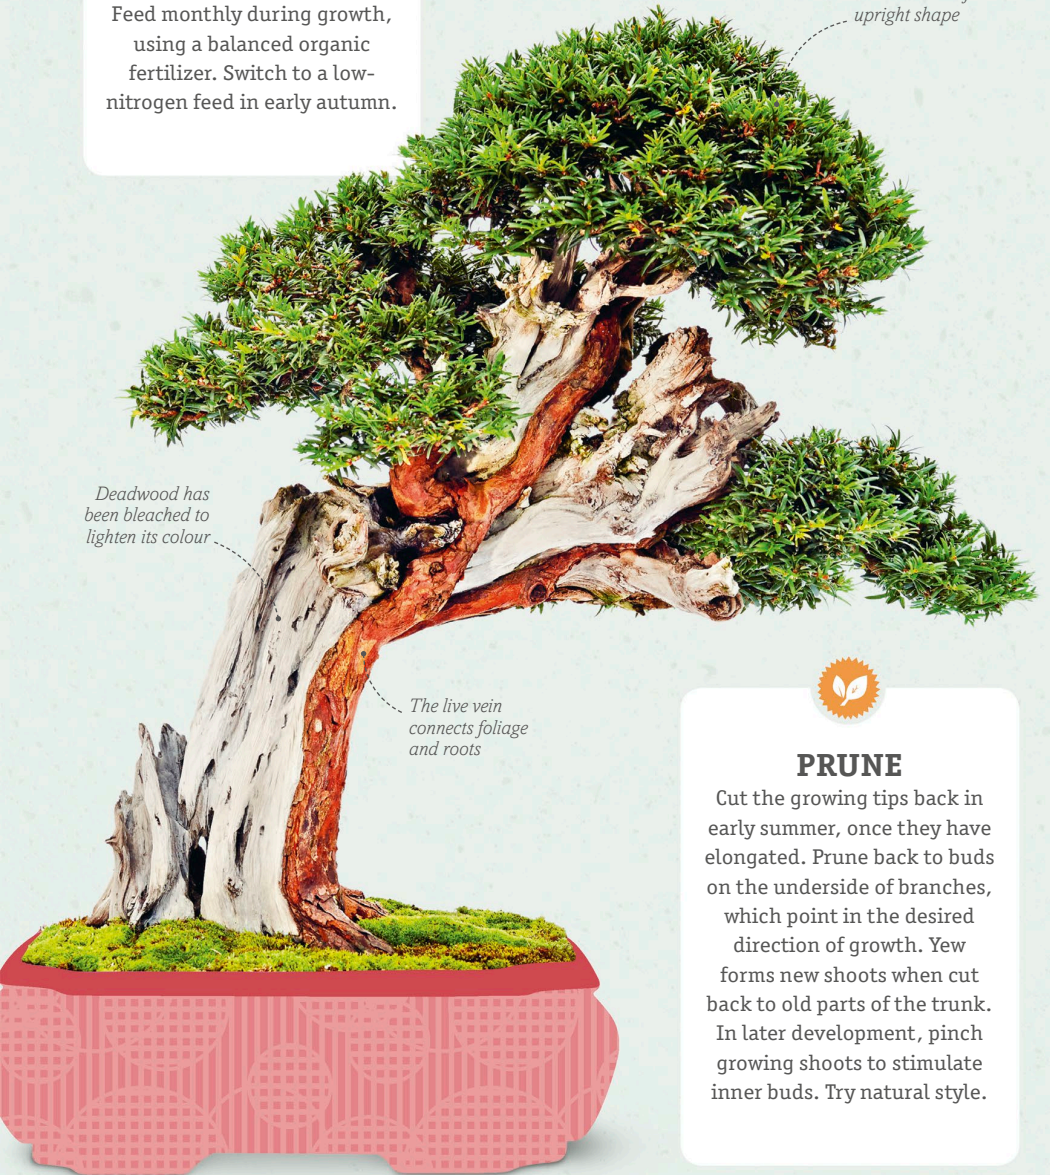 Feed monthly during growth,
using a balanced organic
fertilizer. Switch to a low-
nitrogen feed in early autumn.
upright shape
Deadwood has
been bleached to
lighten its colour
The live vein
connects foliage
and roots
PRUNE
Cut the growing tips back in
early summer, once they have
elongated. Prune back to buds
on the underside of branches,
which point in the desired
direction of growth. Yew
forms new shoots when cut
back to old parts of the trunk.
In later development, pinch
growing shoots to stimulate
inner buds. Try natural style.